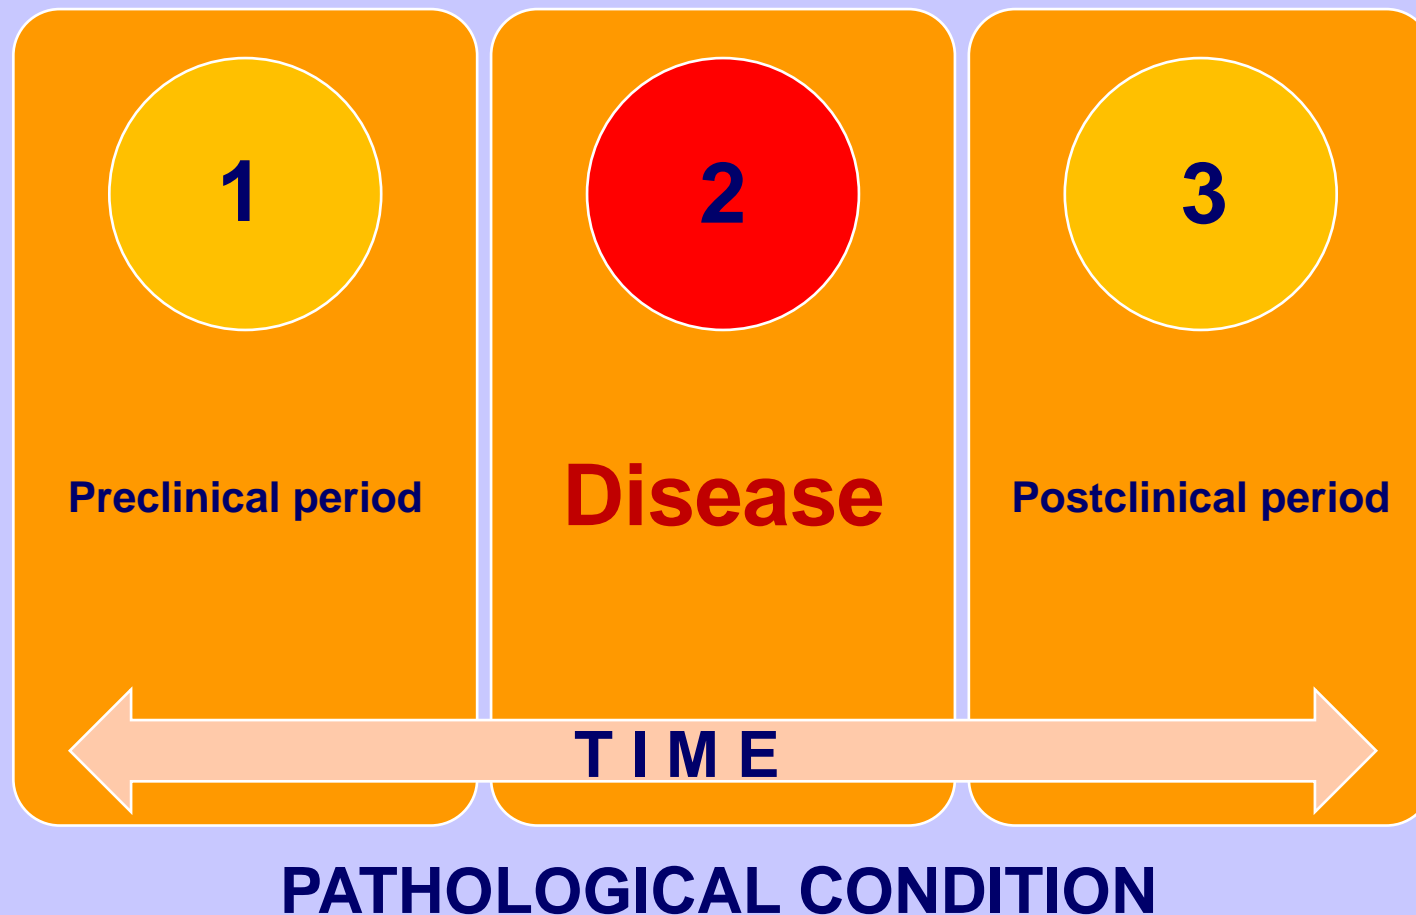 1
2
3
Preclinical period
Disease
Postclinical period
T I M E
PATHOLOGICAL CONDITION